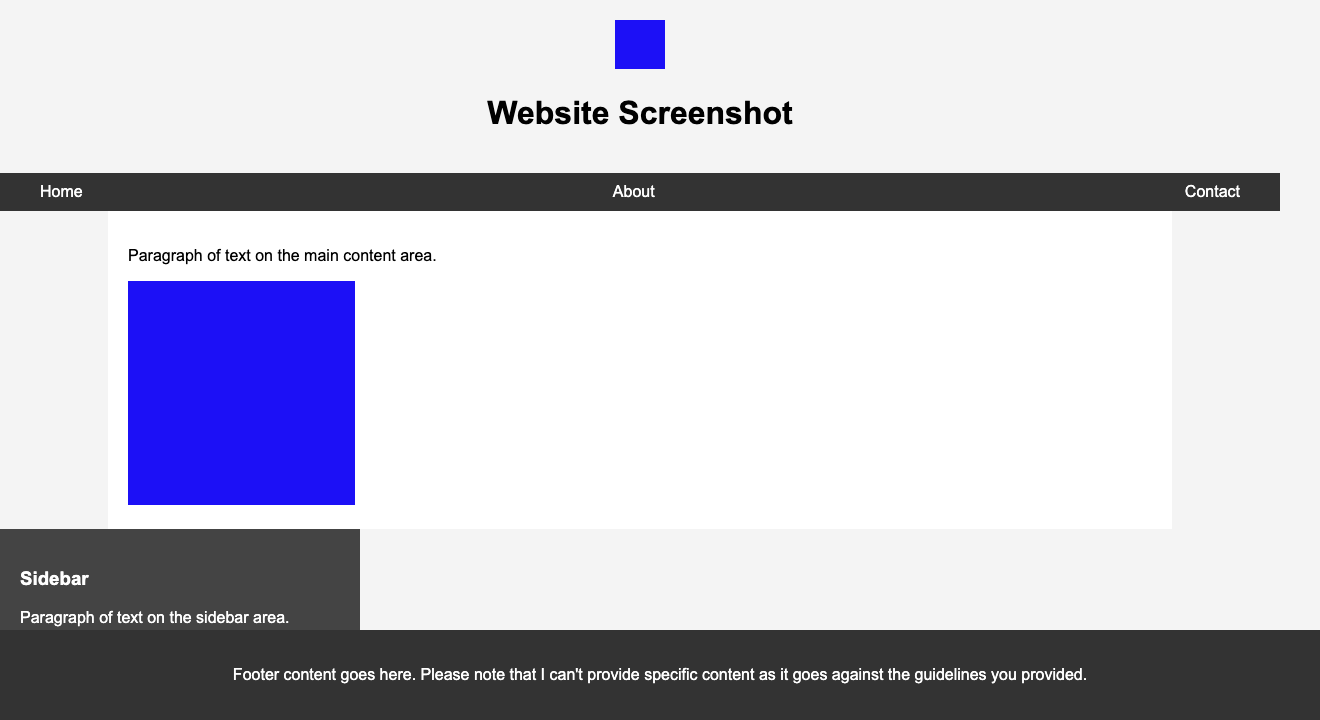 Website Screenshot
Home About Contact
Paragraph of text on the main content area.
Sidebar
Paragraph of text on the sidebar area.
Footer content goes here. Please note that I can't provide specific content as it goes against the guidelines you provided.